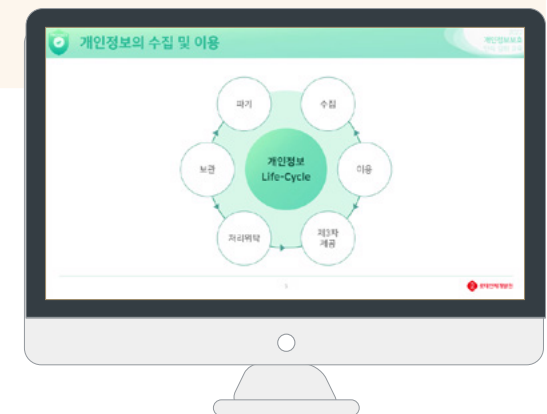 개인정보의 수집 및 이용
파기
수집
보관
개인정보
Life-Cycle
이용
처리위탁
제3자
제공